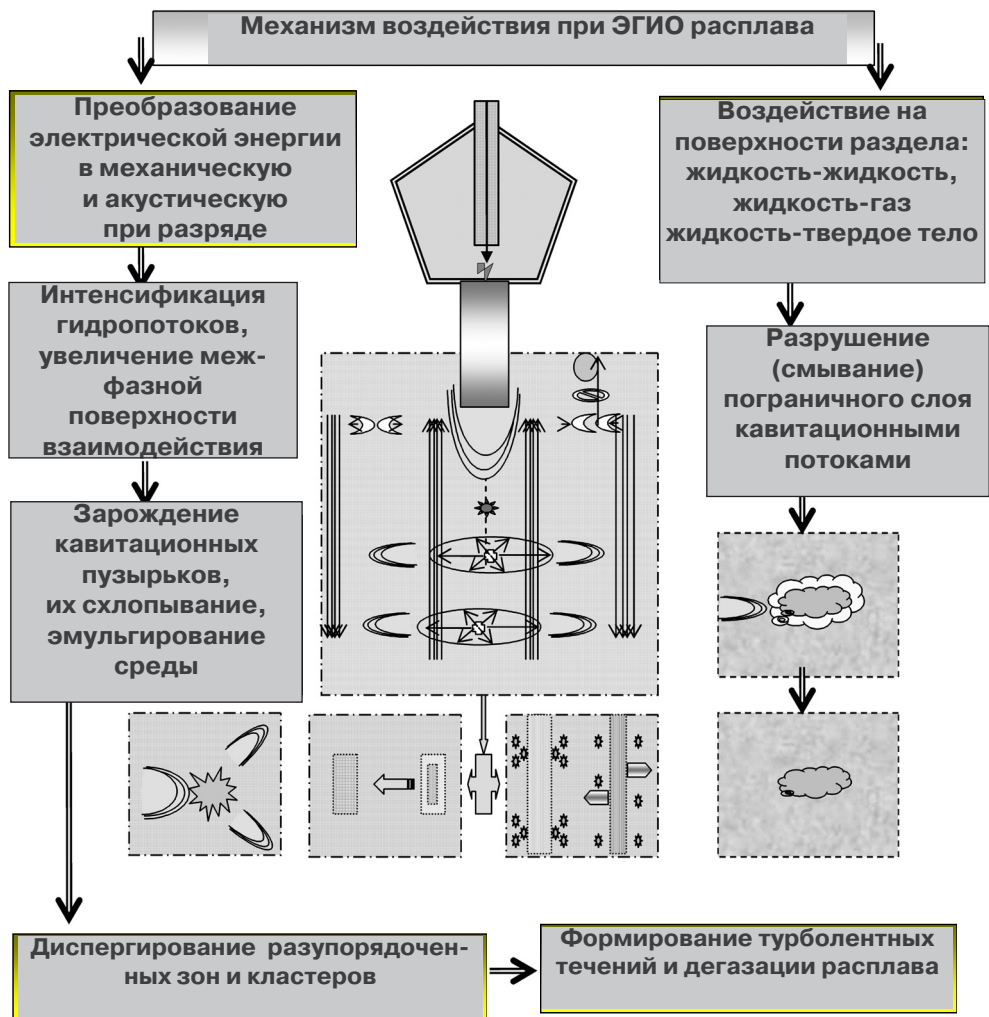 Механизм воздействия при ЭГИО расплава
Преобразование
электрической энергии
в механическую
и акустическую
при разряде
Интенсификация
гидропотоков,
увеличение меж-
фазной
поверхности
взаимодействия
Зарождение
кавитационных
пузырьков,
их схлопывание,
эмульгирование
среды
Воздействие на
поверхности раздела:
жидкость-жидкость,
жидкость-газ
жидкость-твердое тело
Разрушение
(смывание)
пограничного слоя
кавитационными
потоками
Диспергирование разупорядочен-
ных зон и кластеров
Формирование турболентных
течений и дегазации расплава